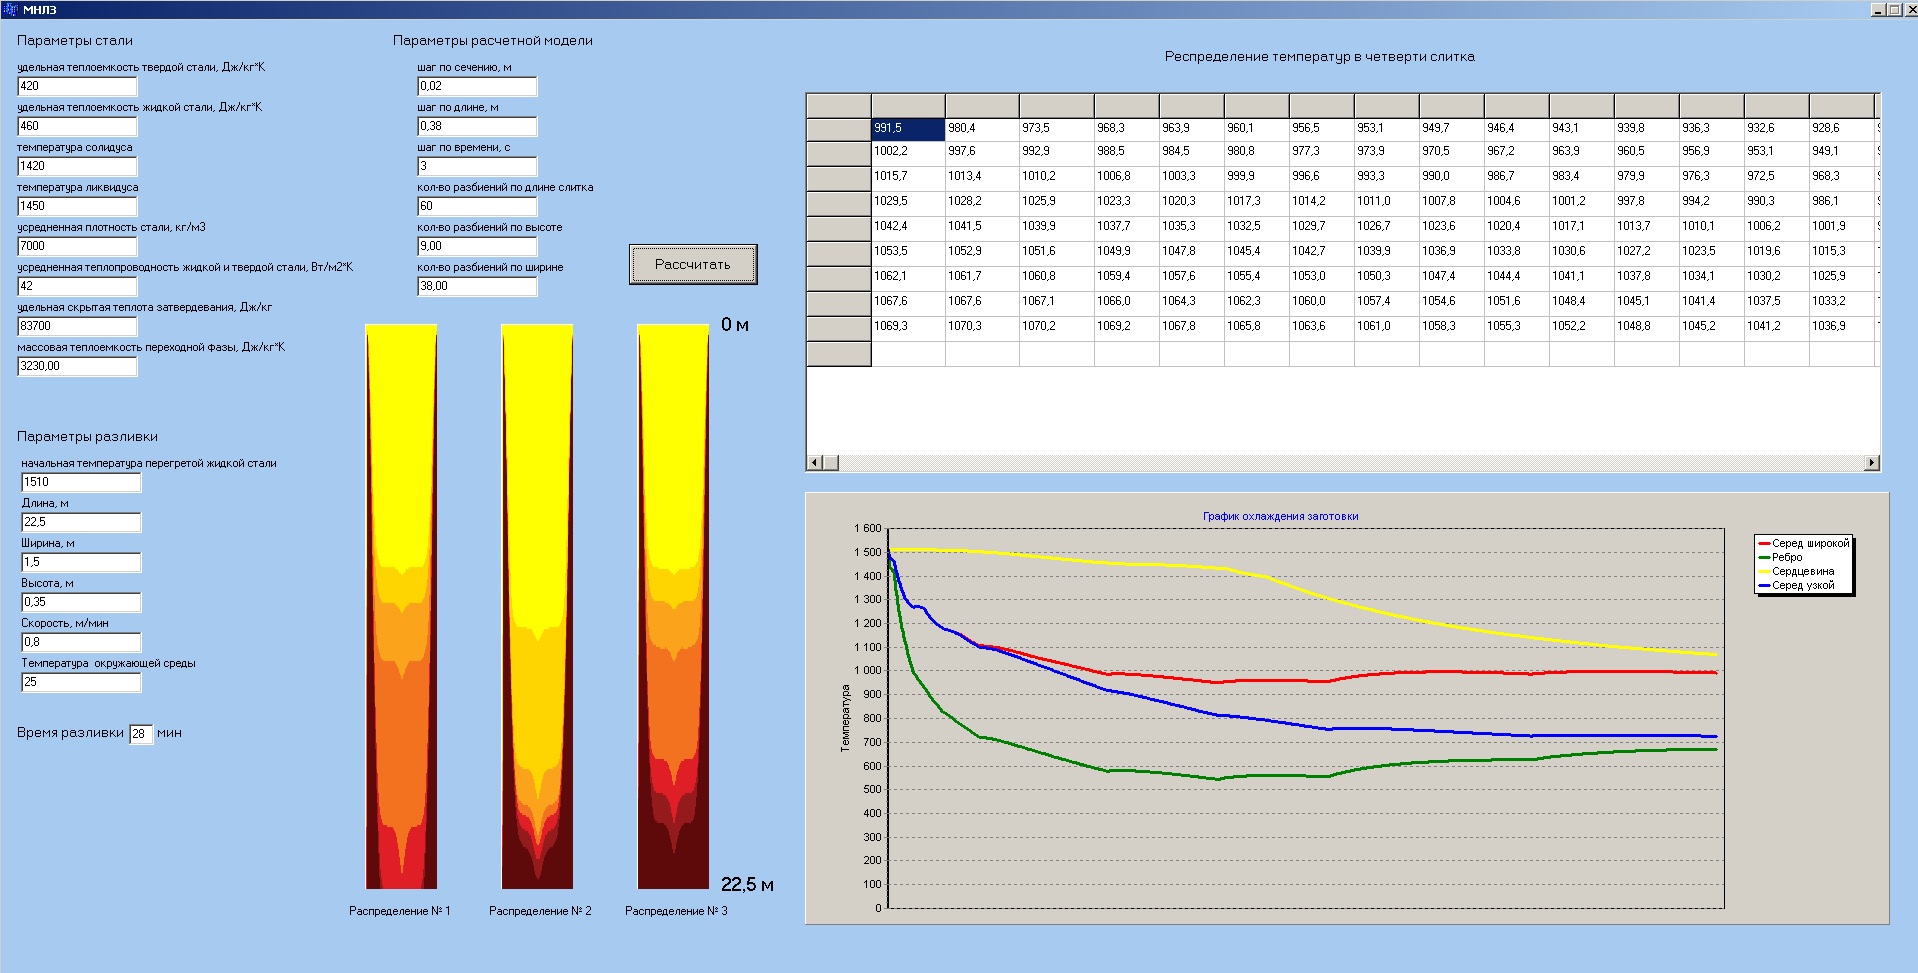 МНЛЗ
Параметры стали
удельная теплоемкость твердой стали, Дж/кг*К
420
удельная теплоемкость жидкой стали, Дж/кг*К
460
температура солидуса
1420
температура ликвидуса
1450
усредненная плотность стали, кг/м3
7000
усредненная теплопроводность жидкой и твердой стали, Вт/м2*К
42
удельная скрытая теплота затвердевания, Дж/кг
83700
массовая теплоемкость переходной фазы, Дж/кг*К
3230,00
Параметры разливки
начальная температура перегретой жидкой стали
1510
Длина, м
22,5
Ширина, м
1,5
Высота, м
0,35
Скорость, м/мин
0,8
Температура окружающей среды
25
Время разливки 28 мин
Параметры расчетной модели
шаг по сечению, м
0,02
шаг по длине, м
0,38
шаг по времени, с
3
кол-во разбиений по длине слитка
60
кол-во разбиений по высоте
9,00
кол-во разбиений по ширине
38,00
Рассчитать
0 м
22,5 м
Распределение № 1
Распределение № 2
Распределение № 3
Респределение температур в четверти слитка
991,5 980,4 973,5 968,3 963,9 960,1 956,5 953,1 949,7 946,4 943,1 939,8 936,3 932,6 928,6
1002,2 997,6 992,9 988,5 984,5 980,8 977,3 973,9 970,5 967,2 963,9 960,5 956,9 953,1 949,1
1015,7 1013,4 1010,2 1006,8 1003,3 999,9 996,6 993,3 990,0 986,7 983,4 979,9 976,3 972,5 968,3
1029,5 1028,2 1025,9 1023,3 1020,3 1017,3 1014,2 1011,0 1007,8 1004,6 1001,2 997,8 994,2 990,3 986,1
1042,4 1041,5 1039,9 1037,7 1035,3 1032,5 1029,7 1026,7 1023,6 1020,4 1017,1 1013,7 1010,1 1006,2 1001,9
1053,5 1052,9 1051,6 1049,9 1047,8 1045,4 1042,7 1039,9 1036,9 1033,8 1030,6 1027,2 1023,5 1019,6 1015,3
1062,1 1061,7 1060,8 1059,4 1057,6 1055,4 1053,0 1050,3 1047,4 1044,4 1041,1 1037,8 1034,1 1030,2 1025,9
1067,6 1067,6 1067,1 1066,0 1064,3 1062,3 1060,0 1057,4 1054,6 1051,6 1048,4 1045,1 1041,4 1037,5 1033,2
1069,3 1070,3 1070,2 1069,2 1067,8 1065,8 1063,6 1061,0 1058,3 1055,3 1052,2 1048,8 1045,2 1041,2 1036,9
График охлаждения заготовки
Температура
1 600
1 500
1 400
1 300
1 200
1 100
1 000
900
800
700
600
500
400
300
200
100
0
Серед широкой
Ребро
Сердцевина
Серед узкой